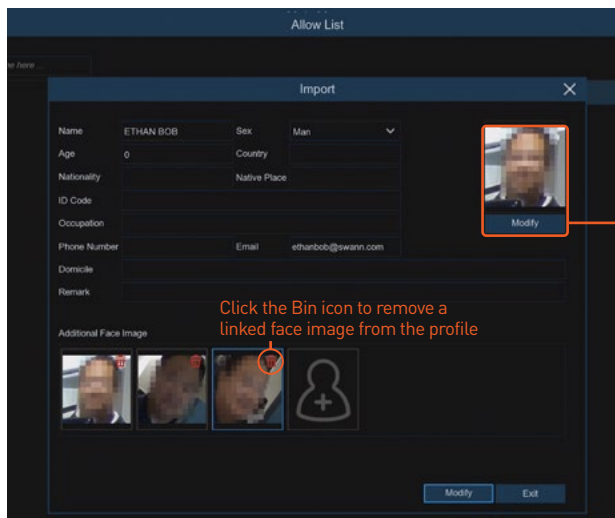 Allow List
me here ...
Import
Name ETHAN BOB Sex Man
Age 0 Country
Nationality Native Place
ID Code
Occupation
Modify
Phone Number Email ethanbob@swann.com
Domicile
Remark
Click the Bin icon to remove a
linked face image from the profile
Additional Face Image
Modify Exit